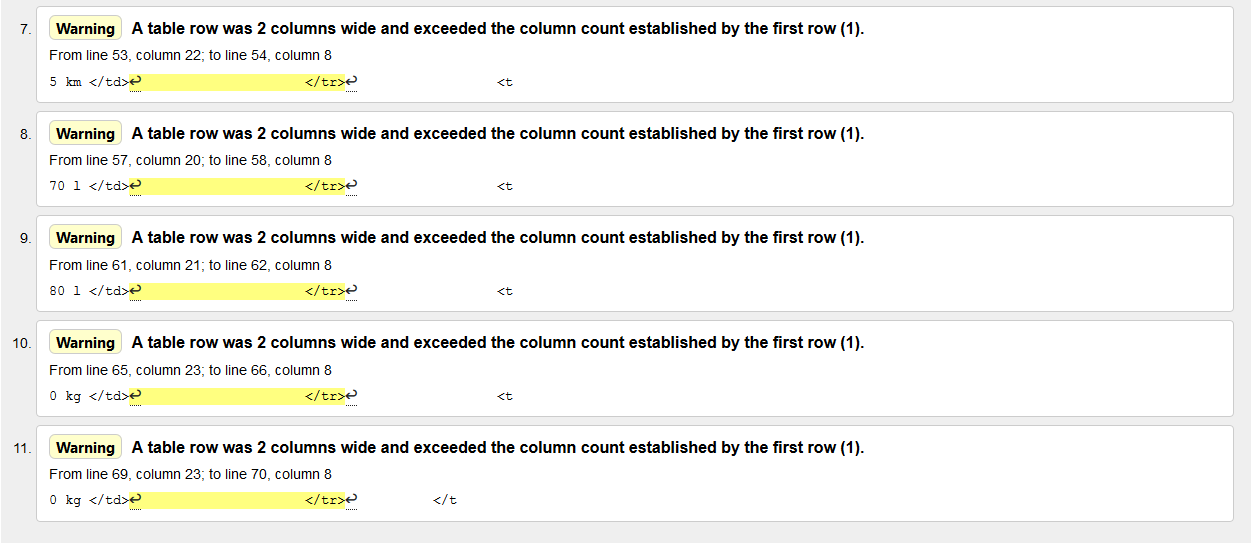 7. Warning A table row was 2 columns wide and exceeded the column count established by the first row (1).
From line 53, column 22; to line 54, column 8
5 km </td>↩ </tr>↩ <t
8. Warning A table row was 2 columns wide and exceeded the column count established by the first row (1).
From line 57, column 20; to line 58, column 8
70 l </td>↩ </tr>↩ <t
9. Warning A table row was 2 columns wide and exceeded the column count established by the first row (1).
From line 61, column 21; to line 62, column 8
80 l </td>↩ </tr>↩ <t
10. Warning A table row was 2 columns wide and exceeded the column count established by the first row (1).
From line 65, column 23; to line 66, column 8
0 kg </td>↩ </tr>↩ <t
11. Warning A table row was 2 columns wide and exceeded the column count established by the first row (1).
From line 69, column 23; to line 70, column 8
0 kg </td>↩ </tr>↩ </t